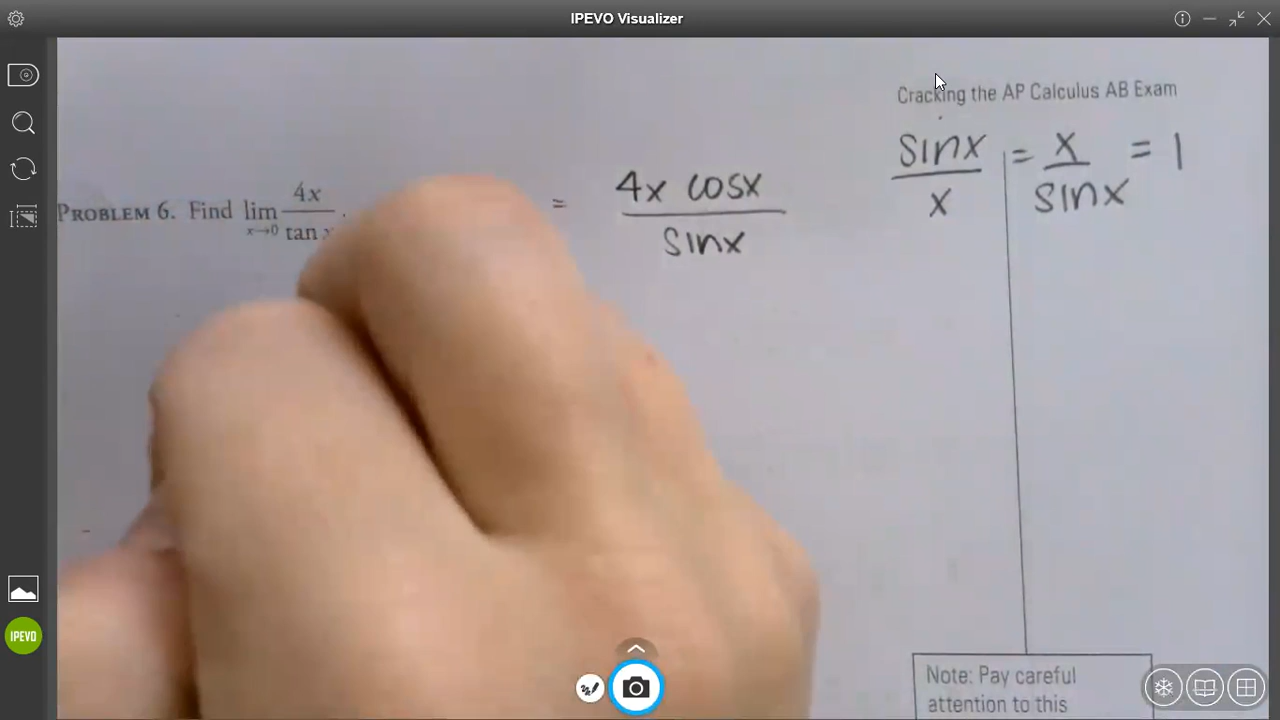 IPEVO Visualizer
Cracking the AP Calculus AB Exam
sinx / x = x / sinx = 1
PROBLEM 6. Find lim x→0 4x / tan x. = 4x cosx / sinx
IPEVO
Note: Pay careful
attention to this